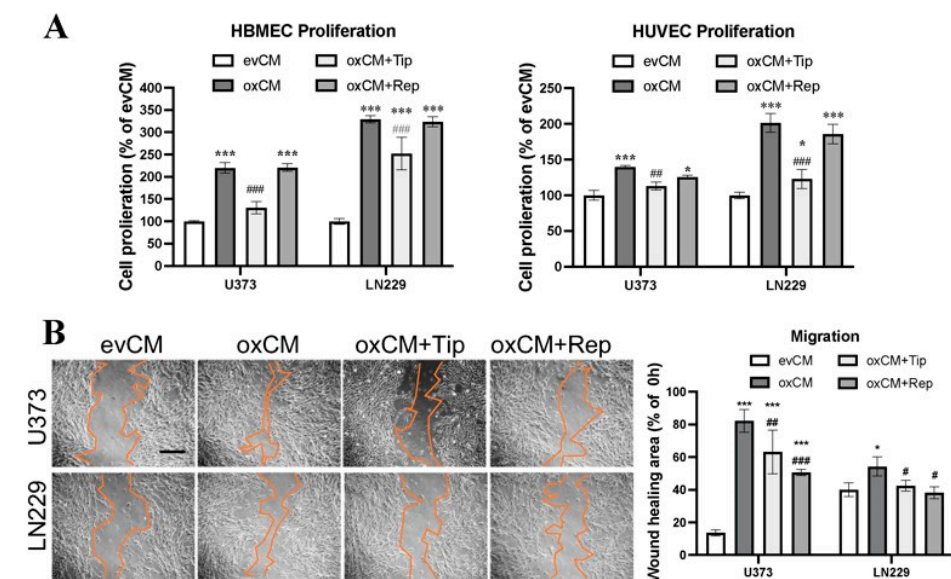 A
HBMEC Proliferation
evCM
oxCM+Tip
oxCM
oxCM+Rep
Cell prolieration (% of evCM)
400
350
300
250
200
150
100
50
0
***
###
***
***
***
###
***
U373
LN229
HUVEC Proliferation
evCM
oxCM+Tip
oxCM
oxCM+Rep
Cell prolieration (% of evCM)
250
200
150
100
50
0
***
##
*
***
*
###
***
U373
LN229
B
evCM
oxCM
oxCM+Tip
oxCM+Rep
U373
LN229
Migration
evCM
oxCM+Tip
oxCM
oxCM+Rep
Wound healing area (% of 0h)
100
80
60
40
20
0
***
***
##
***
###
*
#
#
U373
LN229